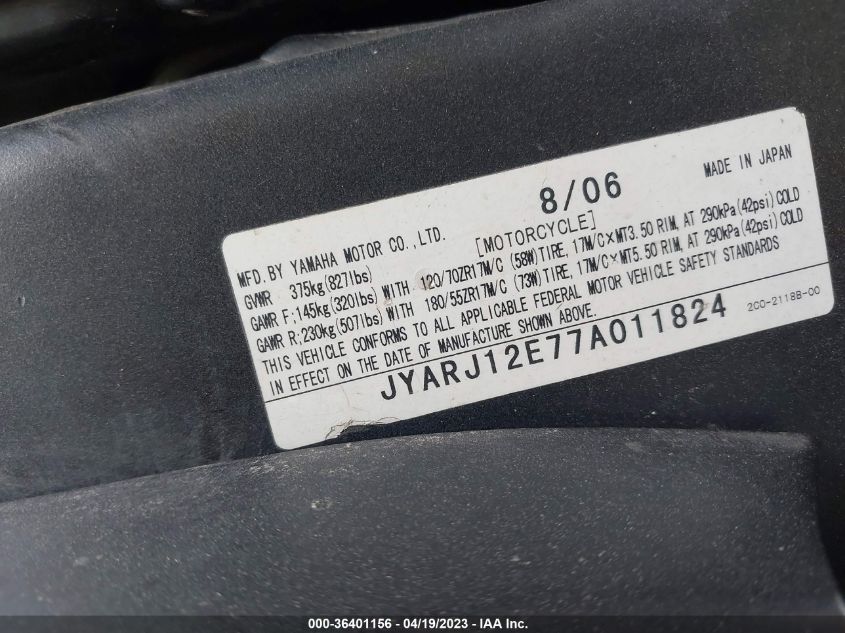 8/06 MADE IN JAPAN
MFD.BY YAMAHA MOTOR CO.,LTD. [MOTORCYCLE]
GVWR 375kg(827lbs)
GAWR F;145kg(320lbs)WITH 120/70ZR17M/C (58W)TIRE, 17M/C×MT3.50 RIM, AT 290kPa(42psi)COLD
GAWR R;230kg(507lbs)WITH 180/55ZR17M/C (73W)TIRE, 17M/C×MT5.50 RIM, AT 290kPa(42psi)COLD
THIS VEHICLE CONFORMS TO ALL APPLICABLE FEDERAL MOTOR VEHICLE SAFETY STANDARDS
IN EFFECT ON THE DATE OF MANUFACTURE SHOWN ABOVE.
JYARJ12E77A011824 2C0-2118B-00
000-36401156 - 04/19/2023 - IAA Inc.